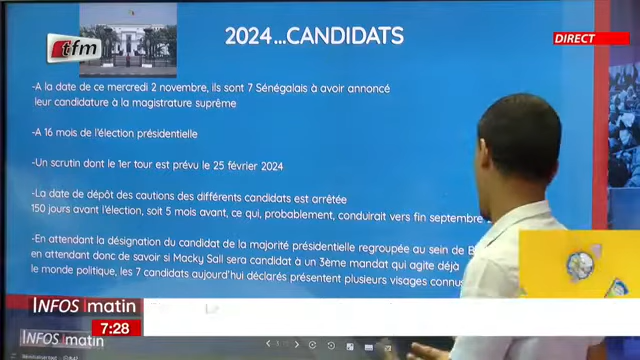 tfm
2024...CANDIDATS
DIRECT
-A la date de ce mercredi 2 novembre, ils sont 7 Sénégalais à avoir annoncé
leur candidature à la magistrature suprême
-A 16 mois de l'élection présidentielle
-Un scrutin dont le 1er tour est prévu le 25 février 2024
-La date de dépôt des cautions des différents candidats est arrêtée
150 jours avant l'élection, soit 5 mois avant, ce qui, probablement, conduirait vers fin septembre
-En attendant la désignation du candidat de la majorité présidentielle regroupée au sein de
en attendant donc de savoir si Macky Sall sera candidat à un 3ème mandat qui agite déjà
le monde politique, les 7 candidats aujourd'hui déclarés présentent plusieurs visages connus
INFOS matin
7:28
INFOS matin